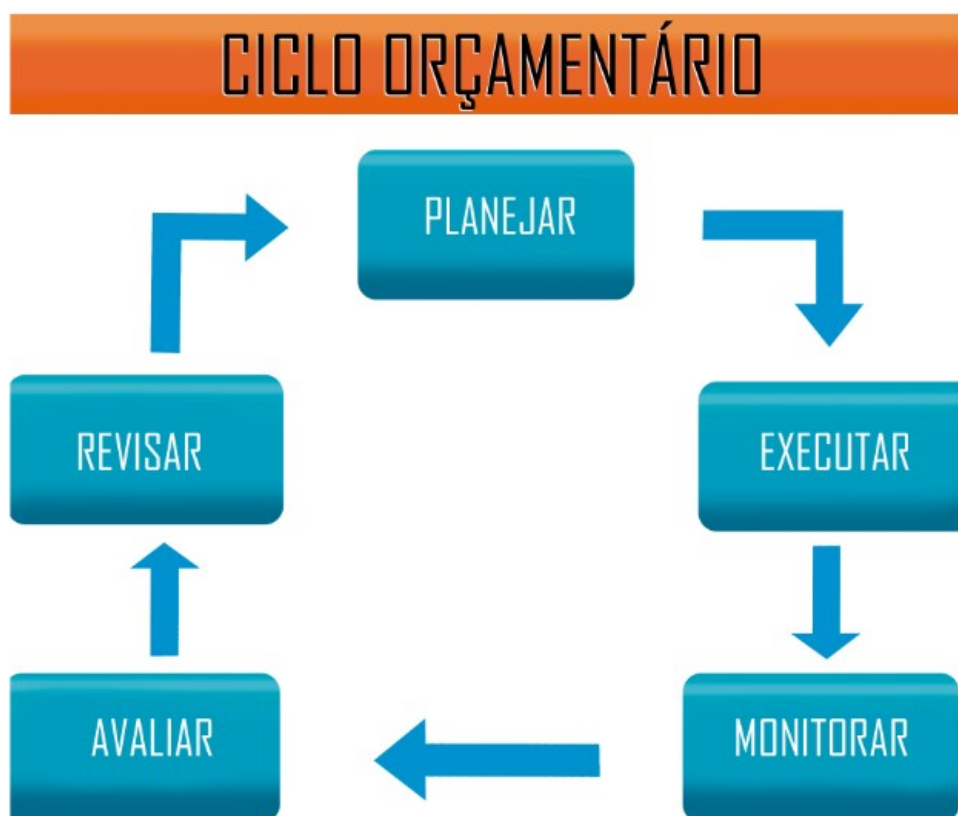 CICLO ORÇAMENTÁRIO
PLANEJAR
REVISAR
EXECUTAR
AVALIAR
MONITORAR